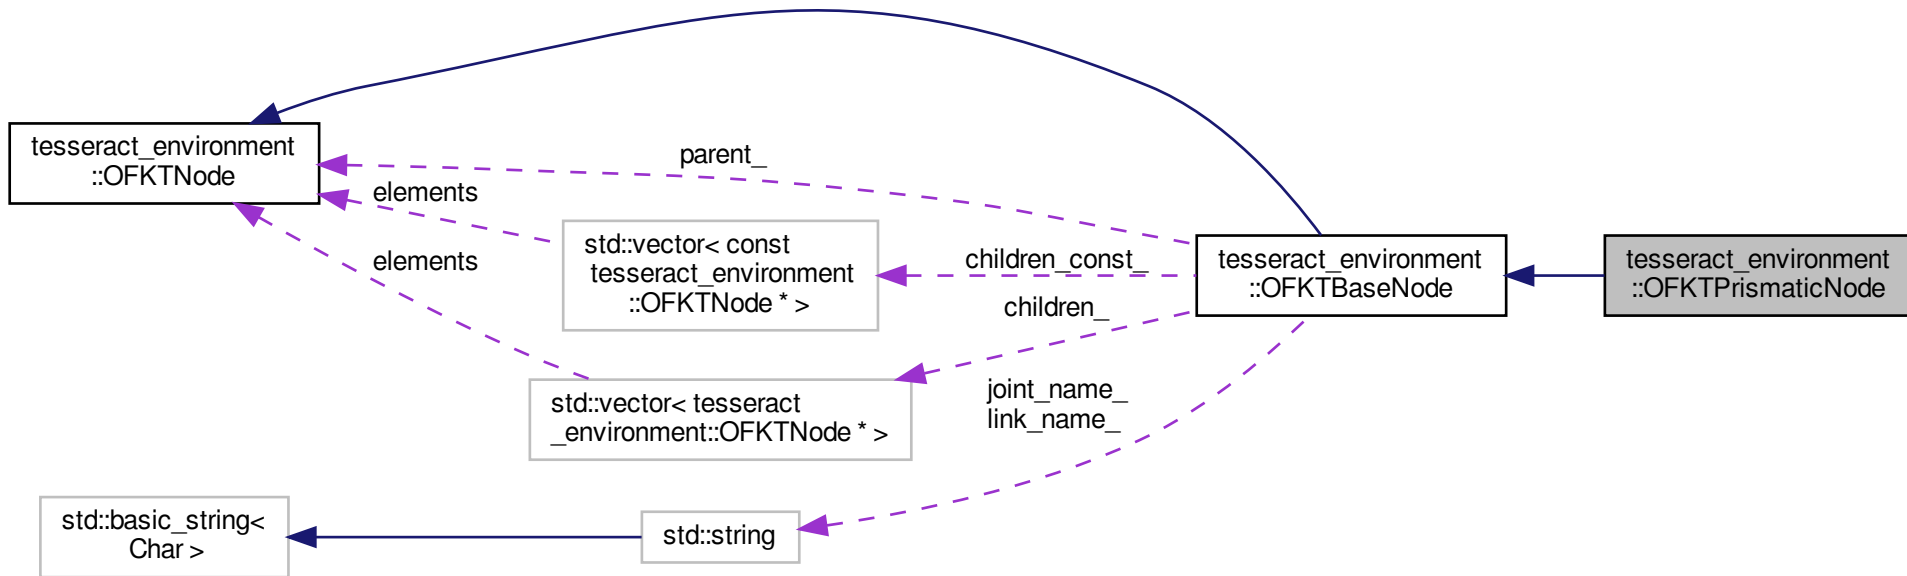 tesseract_environment
::OFKTNode
parent_
elements
elements
std::vector< const
tesseract_environment
::OFKTNode * >
children_const_
children_
std::vector< tesseract
_environment::OFKTNode * >
joint_name_
link_name_
tesseract_environment
::OFKTBaseNode
tesseract_environment
::OFKTPrismaticNode
std::basic_string<
Char >
std::string